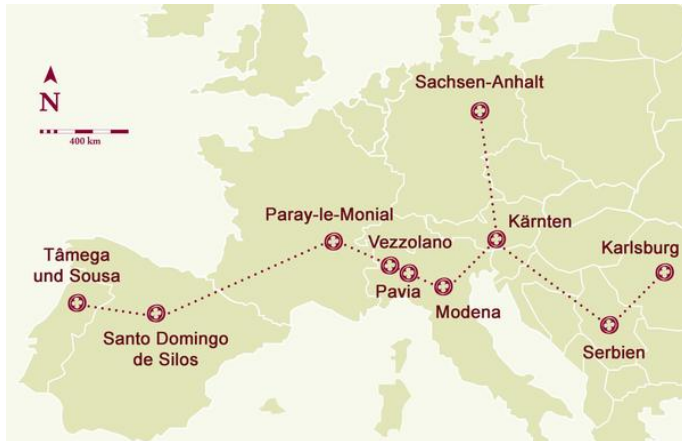 Sachsen-Anhalt
N
400 km
Paray-le-Monial
Kärnten
Vezzolano
Karlsburg
Tâmega
und Sousa
Pavia
Modena
Santo Domingo
de Silos
Serbien